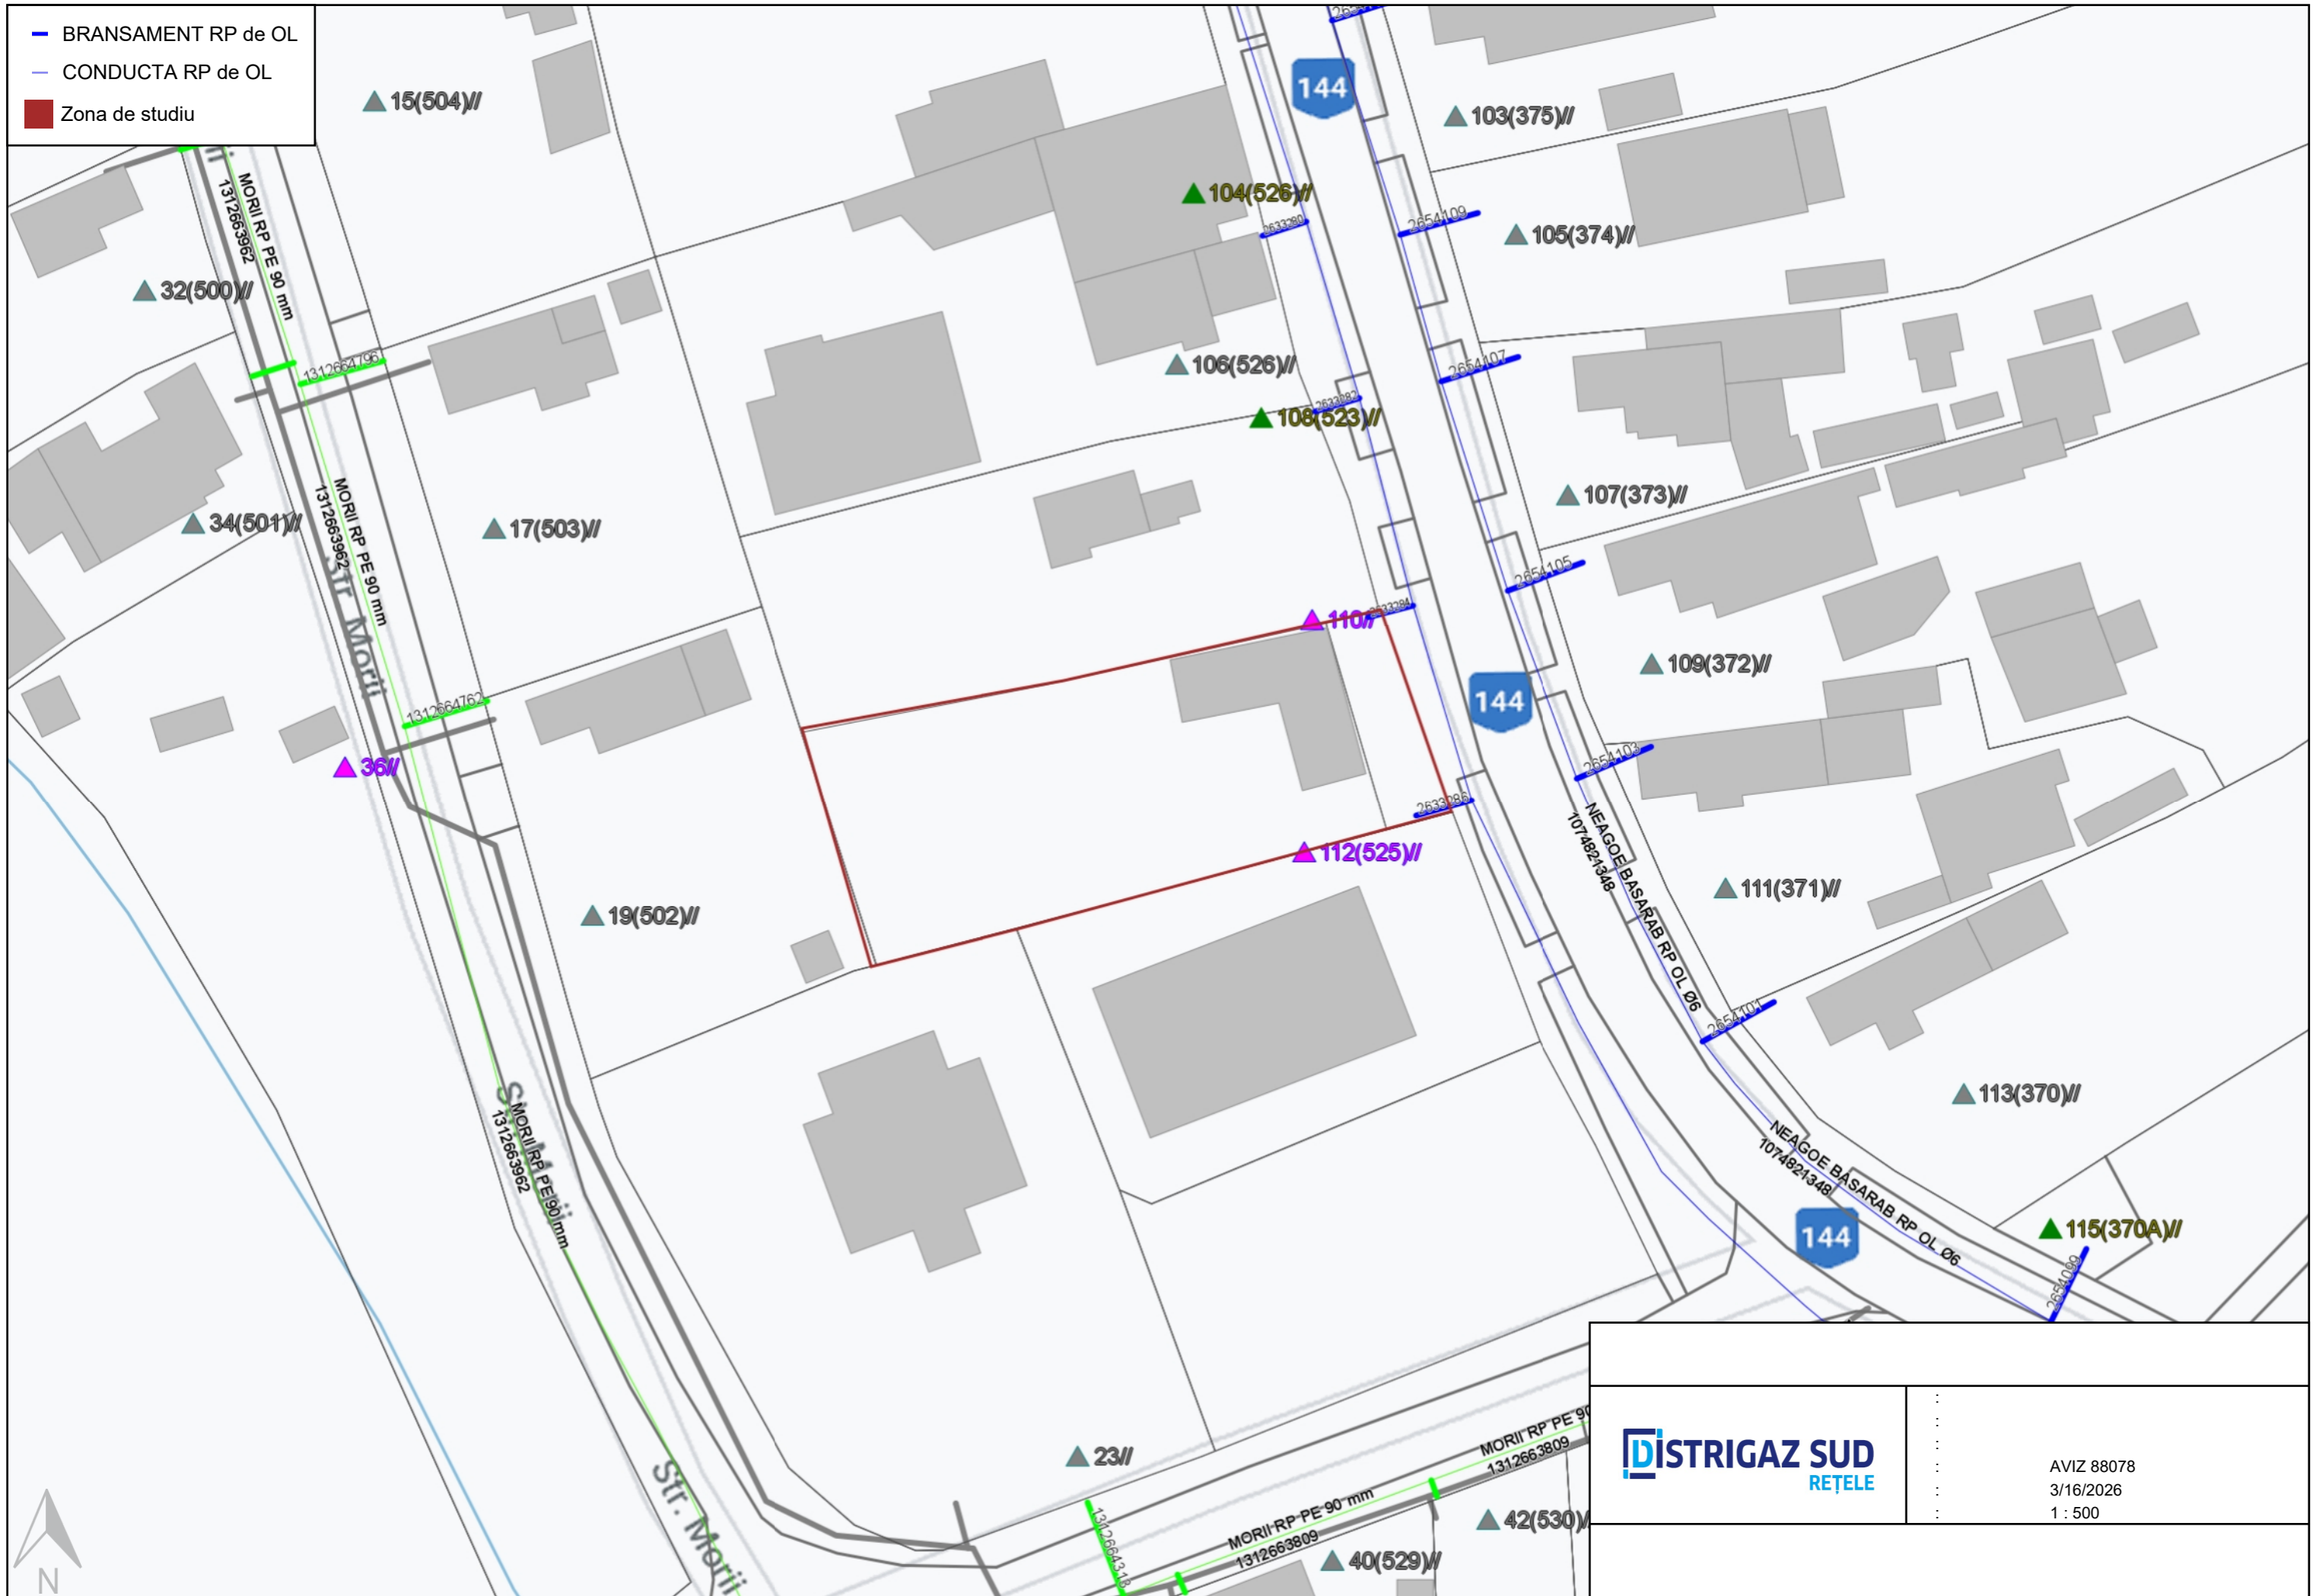 BRANSAMENT RP de OL
CONDUCTA RP de OL
Zona de studiu
15(504)//
144
103(375)//
104(526)//
2633280
2654109
105(374)//
MORII RP PE 90 mm
1312663962
32(500)//
1312664796
106(526)//
2654107
2633282
108(523)//
107(373)//
34(501)//
17(503)//
MORII RP PE 90 mm
1312663962
Str. Morii
2654105
2633284
110//
109(372)//
144
1312664762
36//
2654103
2633286
112(525)//
NEAGOE BASARAB RP OL Ø6
1074821348
111(371)//
19(502)//
2654101
113(370)//
MORII RP PE 90 mm
1312663962
NEAGOE BASARAB RP OL Ø6
1074821348
144
115(370A)//
2654099
23//
MORII RP PE 90
1312663809
Str. Morii
1312664313
MORII RP PE 90 mm
1312663809
42(530)//
40(529)//
N
DISTRIGAZ SUD
REȚELE
:
:
:
: AVIZ 88078
: 3/16/2026
: 1 : 500